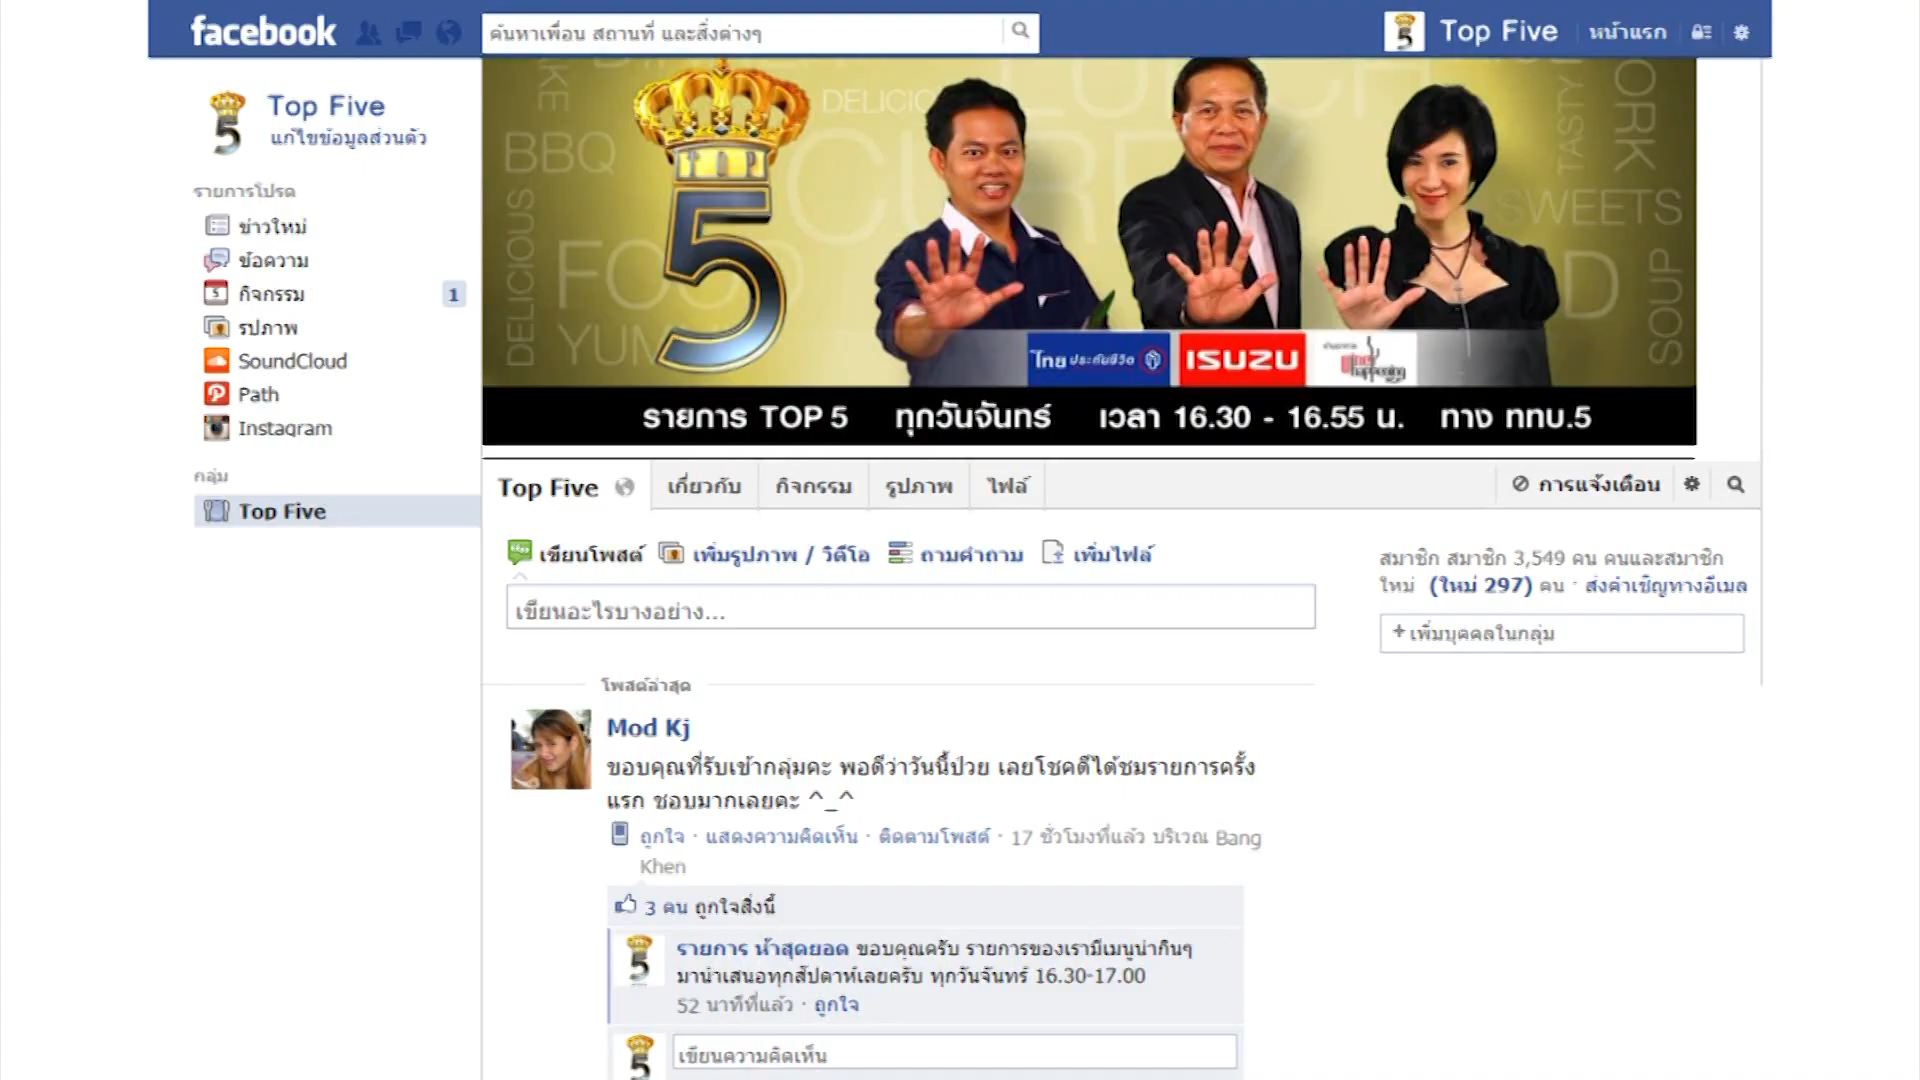 facebook
ค้นหาเพื่อน สถานที่ และสิ่งต่างๆ
Top Five
หน้าแรก
Top Five
แก้ไขข้อมูลส่วนตัว
รายการโปรด
ข่าวใหม่
ข้อความ
กิจกรรม
1
รูปภาพ
SoundCloud
Path
Instagram
กลุ่ม
Top Five
DELICIO
BBQ
TOP
5
CURRY
TASTY
ORK
SWEETS
DELICIOUS
FOOD
YUM
SOUP
ไทยประกันชีวิต
ISUZU
รายการ TOP 5 ทุกวันจันทร์ เวลา 16.30 - 16.55 น. ทาง ททบ.5
Top Five
เกี่ยวกับ
กิจกรรม
รูปภาพ
ไฟล์
การแจ้งเตือน
เขียนโพสต์
เพิ่มรูปภาพ / วิดีโอ
ถามคำถาม
เพิ่มไฟล์
เขียนอะไรบางอย่าง...
สมาชิก สมาชิก 3,549 คน คนและสมาชิก
ใหม่ (ใหม่ 297) คน · ส่งคำเชิญทางอีเมล
+ เพิ่มบุคคลในกลุ่ม
โพสต์ล่าสุด
Mod Kj
ขอบคุณที่รับเข้ากลุ่มคะ พอดีว่าวันนี้ป่วย เลยโชคดีได้ชมรายการครั้ง
แรก ชอบมากเลยคะ ^_^
ถูกใจ · แสดงความคิดเห็น · ติดตามโพสต์ · 17 ชั่วโมงที่แล้ว บริเวณ Bang
Khen
3 คน ถูกใจสิ่งนี้
รายการ ห้าสุดยอด ขอบคุณครับ รายการของเรามีเมนูน่ากินๆ
มานำเสนอทุกสัปดาห์เลยครับ ทุกวันจันทร์ 16.30-17.00
52 นาทีที่แล้ว · ถูกใจ
เขียนความคิดเห็น